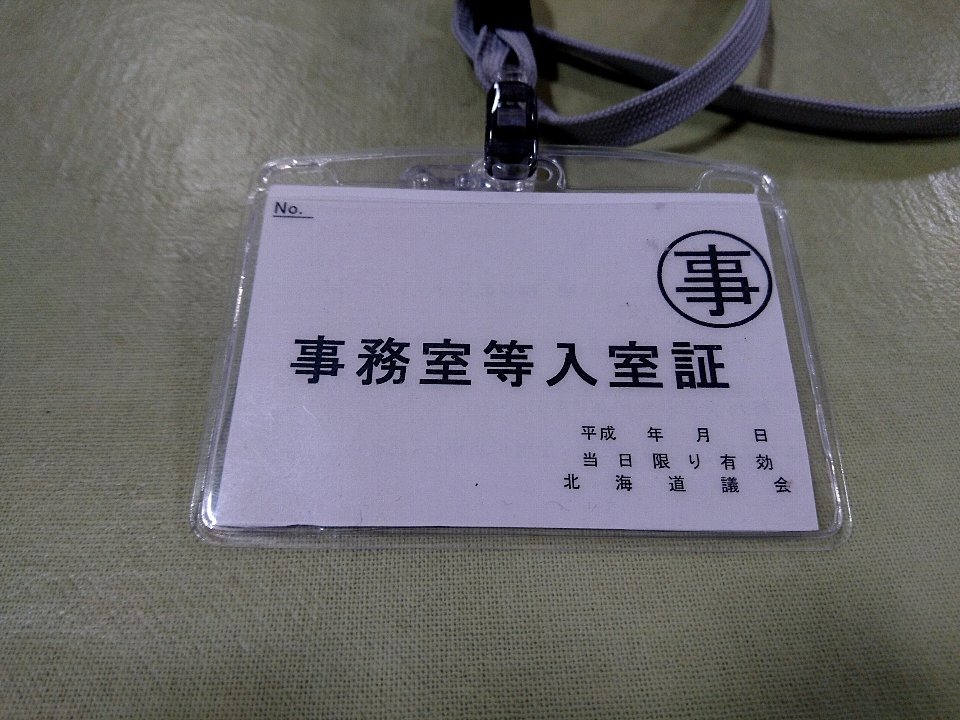 No.
事
事務室等入室証
平成 年 月 日
当日限り有効
北海道議会